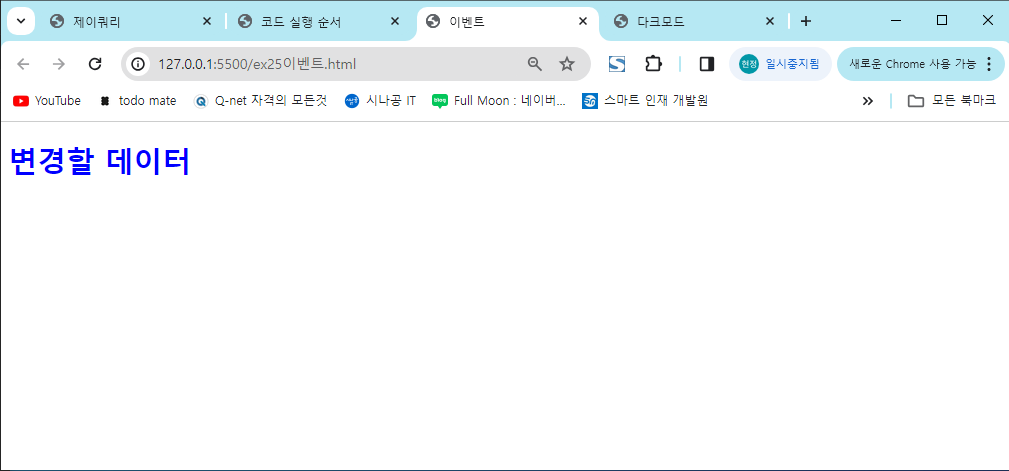 제이쿼리 코드 실행 순서 이벤트 다크모드
127.0.0.1:5500/ex25이벤트.html 현정 일시중지됨 새로운 Chrome 사용 가능
YouTube todo mate Q-net 자격의 모든것 시나공 IT blog Full Moon : 네이버... 스마트 인재 개발원 모든 북마크
변경할 데이터